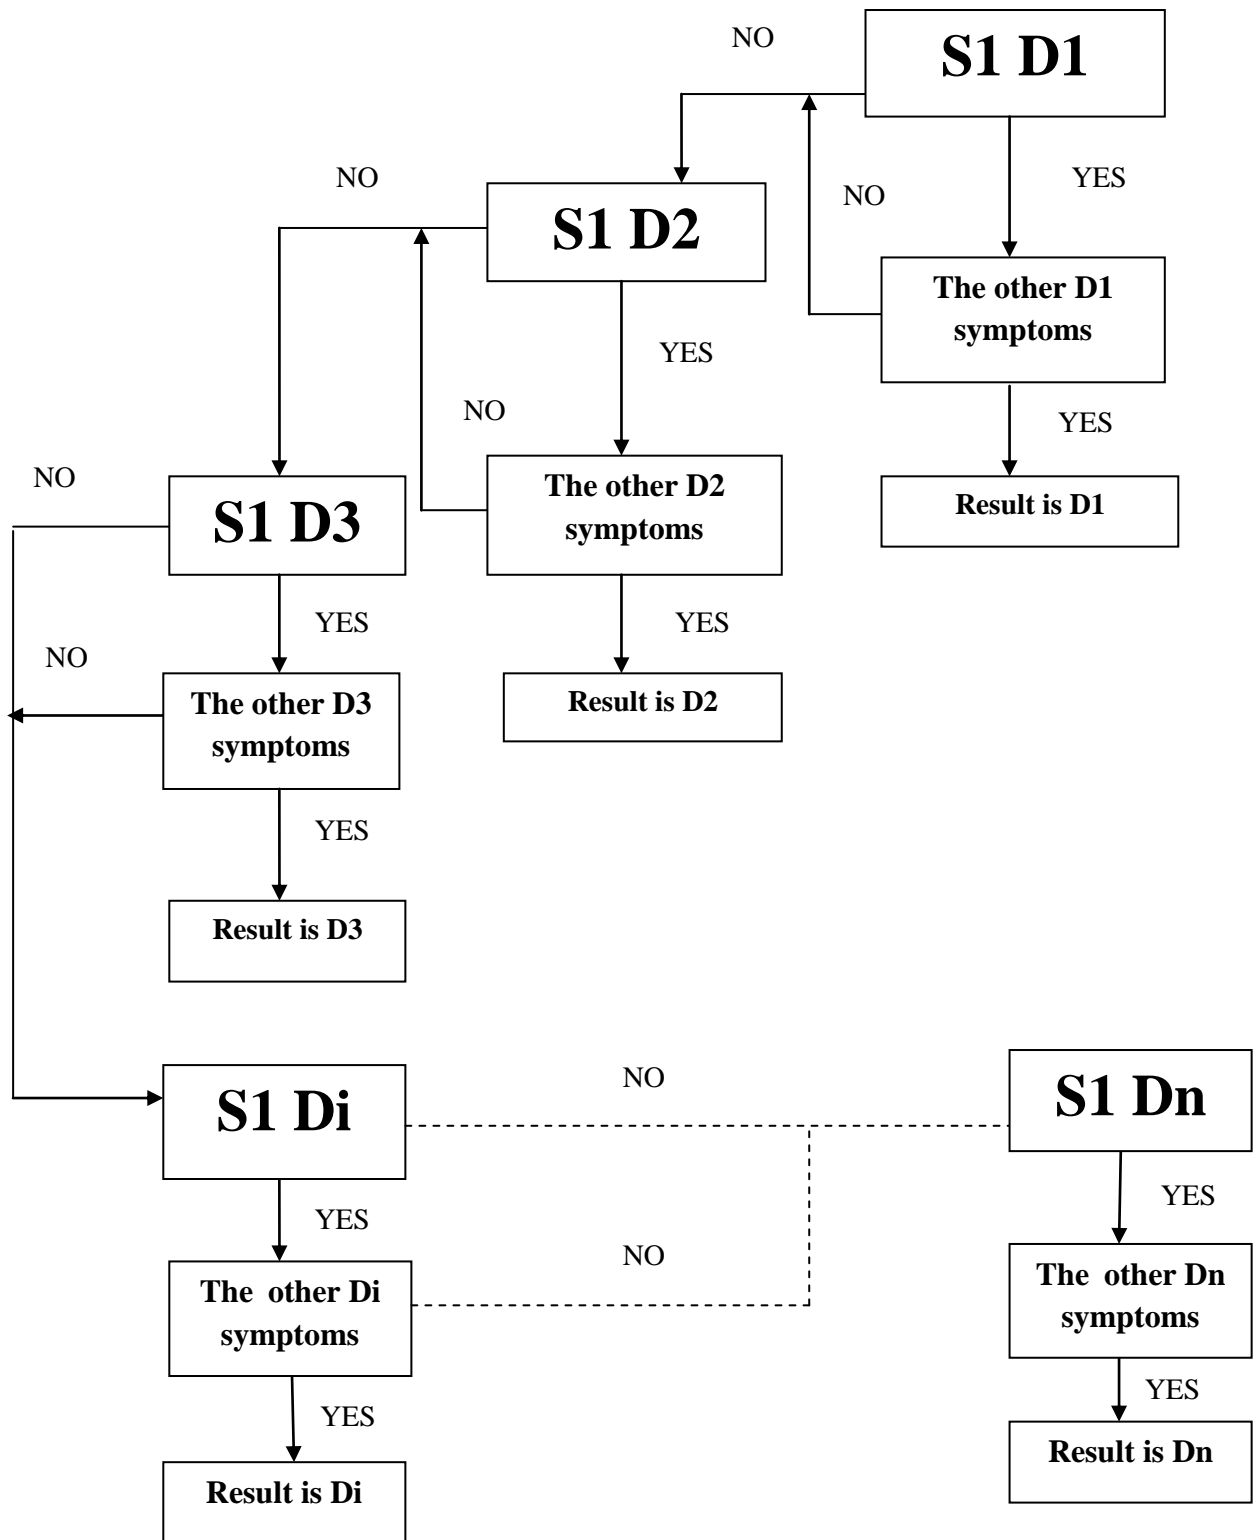 NO
S1 D1
NO
YES
NO
S1 D2
The other D1
symptoms
YES
NO
YES
NO
S1 D3
The other D2
symptoms
Result is D1
YES
YES
NO
The other D3
symptoms
Result is D2
YES
Result is D3
NO
S1 Di
S1 Dn
YES
YES
NO
The  other Di
symptoms
The  other Dn
symptoms
YES
YES
Result is Di
Result is Dn